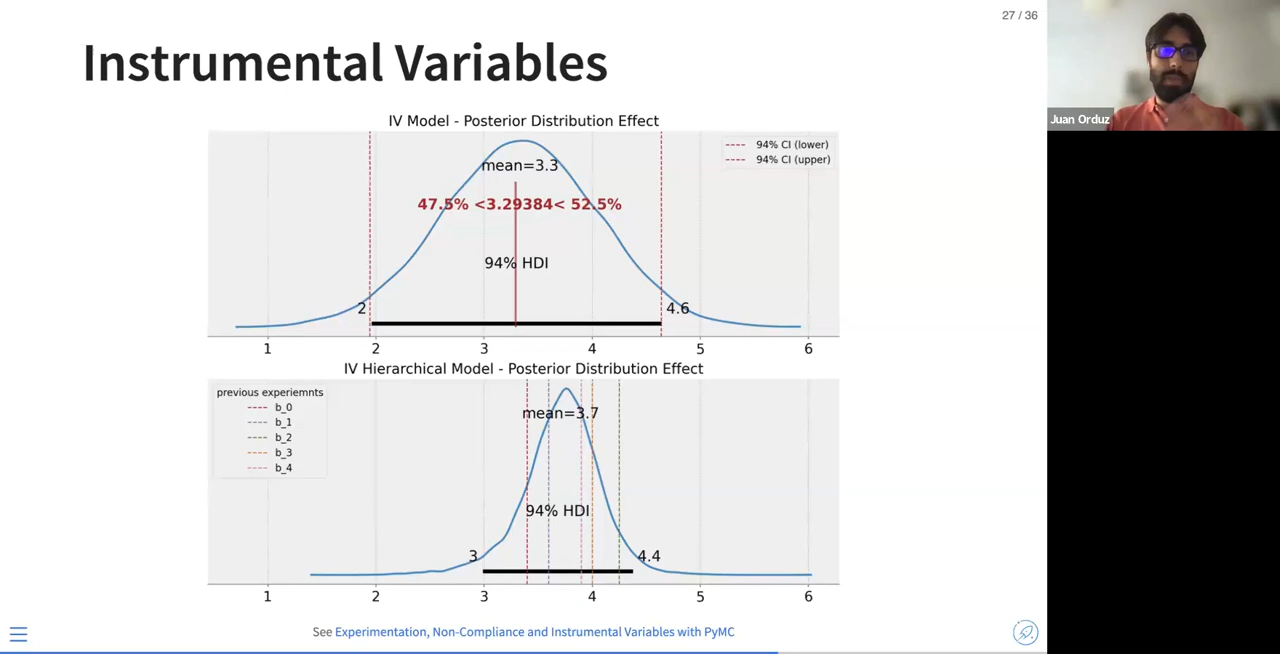 27 / 36
Instrumental Variables
Juan Orduz
IV Model - Posterior Distribution Effect
94% CI (lower)
94% CI (upper)
mean=3.3
47.5% <3.29384< 52.5%
94% HDI
2
4.6
1 2 3 4 5 6
IV Hierarchical Model - Posterior Distribution Effect
previous experiemnts
b_0
b_1
b_2
b_3
b_4
mean=3.7
94% HDI
3
4.4
1 2 3 4 5 6
See Experimentation, Non-Compliance and Instrumental Variables with PyMC